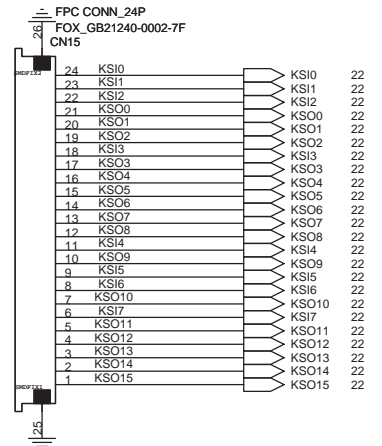 FPC CONN_24P
FOX_GB21240-0002-7F
CN15
26
SMDFIX2
24 KSI0 KSI0 22
23 KSI1 KSI1 22
22 KSI2 KSI2 22
21 KSO0 KSO0 22
20 KSO1 KSO1 22
19 KSO2 KSO2 22
18 KSI3 KSI3 22
17 KSO3 KSO3 22
16 KSO4 KSO4 22
15 KSO5 KSO5 22
14 KSO6 KSO6 22
13 KSO7 KSO7 22
12 KSO8 KSO8 22
11 KSI4 KSI4 22
10 KSO9 KSO9 22
9 KSI5 KSI5 22
8 KSI6 KSI6 22
7 KSO10 KSO10 22
6 KSI7 KSI7 22
5 KSO11 KSO11 22
4 KSO12 KSO12 22
3 KSO13 KSO13 22
2 KSO14 KSO14 22
1 KSO15 KSO15 22
SMDFIX1
25